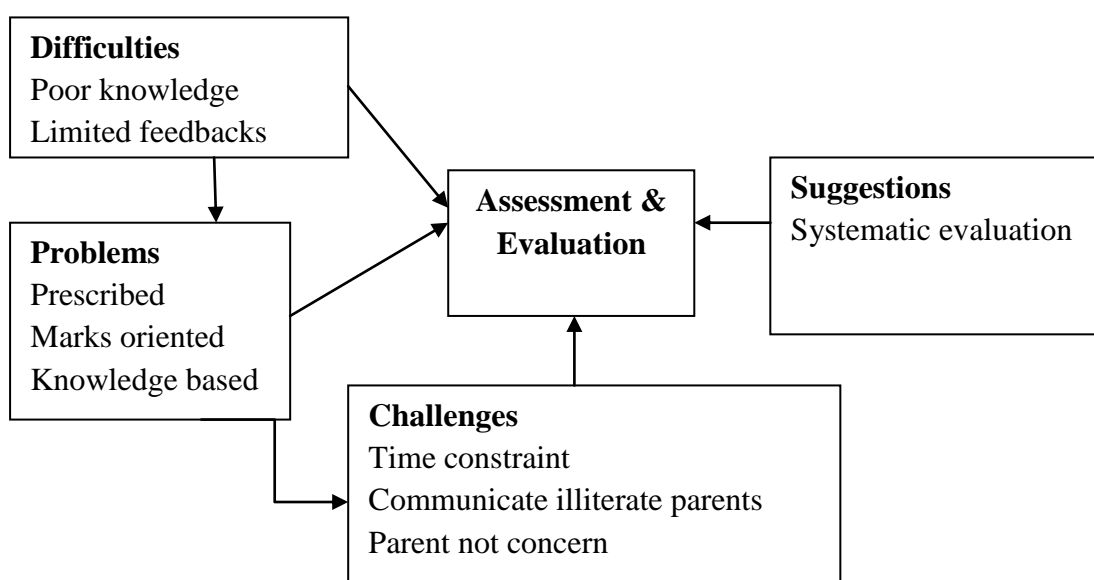 Difficulties
Poor knowledge
Limited feedbacks
Problems
Prescribed
Marks oriented
Knowledge based
Assessment &
Evaluation
Suggestions
Systematic evaluation
Challenges
Time constraint
Communicate illiterate parents
Parent not concern